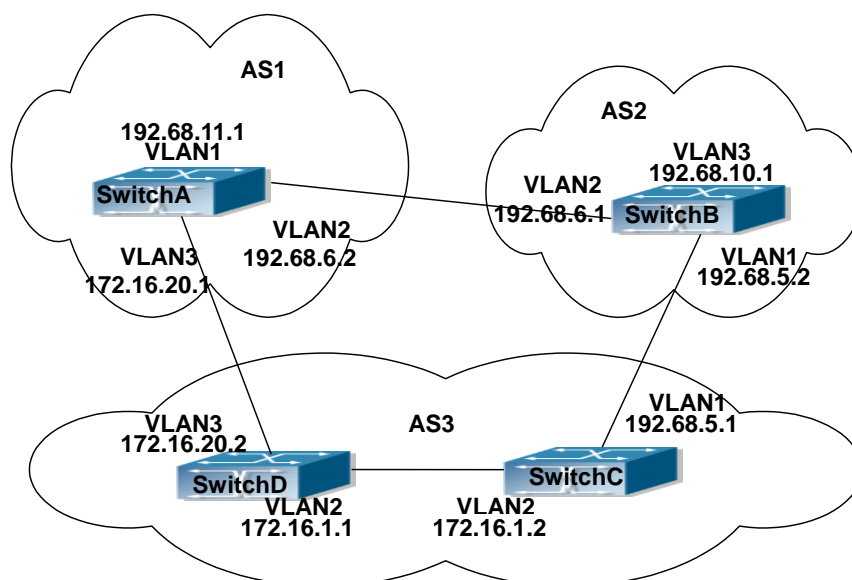 AS1
192.68.11.1
VLAN1
SwitchA
VLAN2
192.68.6.2
VLAN3
172.16.20.1
AS2
VLAN3
192.68.10.1
VLAN2
192.68.6.1
SwitchB
VLAN1
192.68.5.2
AS3
VLAN3
172.16.20.2
SwitchD
VLAN2
172.16.1.1
VLAN1
192.68.5.1
SwitchC
VLAN2
172.16.1.2